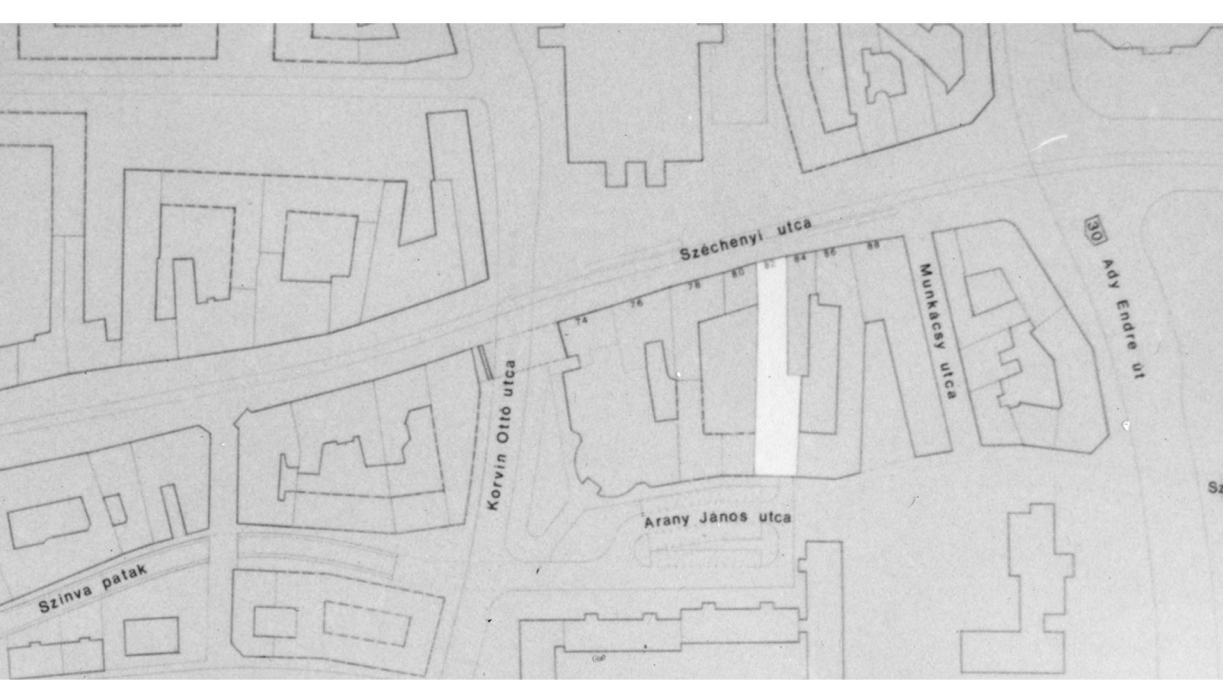 Széchenyi utca
30
74
76
78
80
82
84
86
88
Munkácsy utca
Ady Endre út
Korvin Ottó utca
Arany János utca
Szinva patak
Sz